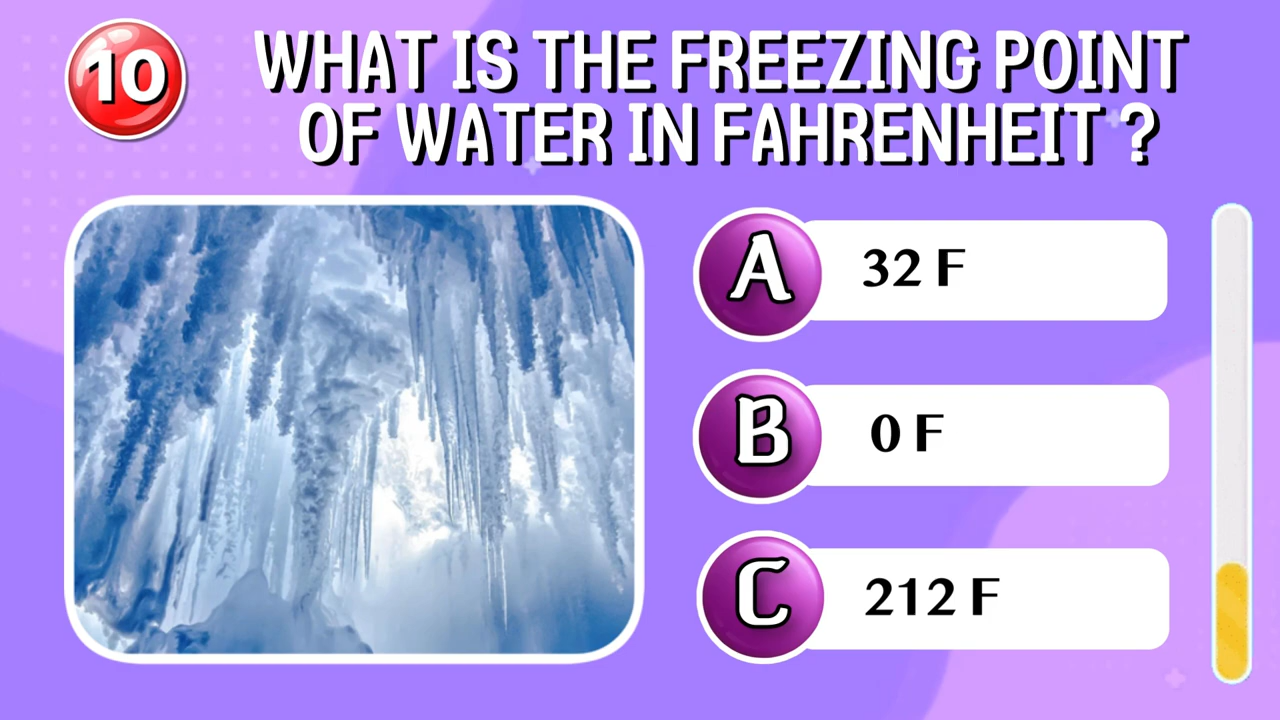 10
WHAT IS THE FREEZING POINT
OF WATER IN FAHRENHEIT ?
A 32 F
B 0 F
C 212 F